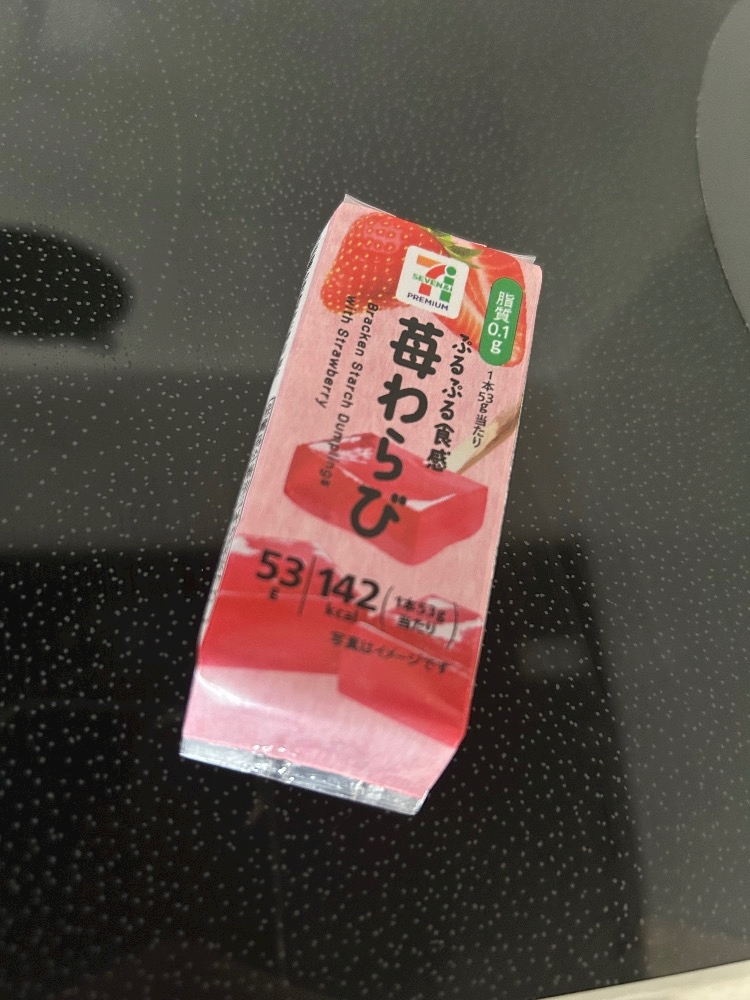 7i
SEVEN&i
PREMIUM
脂質
0.1
g
1本53g当たり
ぷるぷる食感
苺わらび
Bracken Starch Dumplings
with Strawberry
53
g
142
kcal
(1本53g
当たり)
写真はイメージです